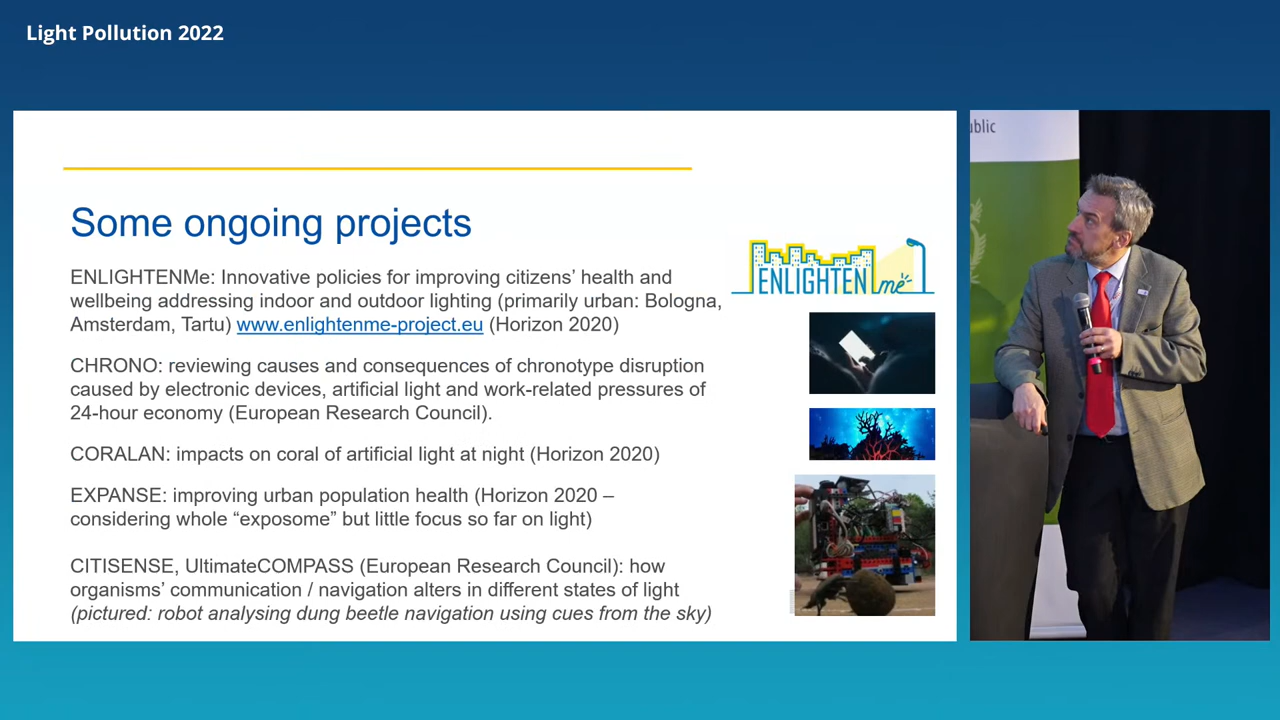 Light Pollution 2022
ublic
Some ongoing projects
ENLIGHTENMe: Innovative policies for improving citizens’ health and
wellbeing addressing indoor and outdoor lighting (primarily urban: Bologna,
Amsterdam, Tartu) www.enlightenme-project.eu (Horizon 2020)
ENLIGHTEN me
CHRONO: reviewing causes and consequences of chronotype disruption
caused by electronic devices, artificial light and work-related pressures of
24-hour economy (European Research Council).
CORALAN: impacts on coral of artificial light at night (Horizon 2020)
EXPANSE: improving urban population health (Horizon 2020 –
considering whole “exposome” but little focus so far on light)
CITISENSE, UltimateCOMPASS (European Research Council): how
organisms’ communication / navigation alters in different states of light
(pictured: robot analysing dung beetle navigation using cues from the sky)